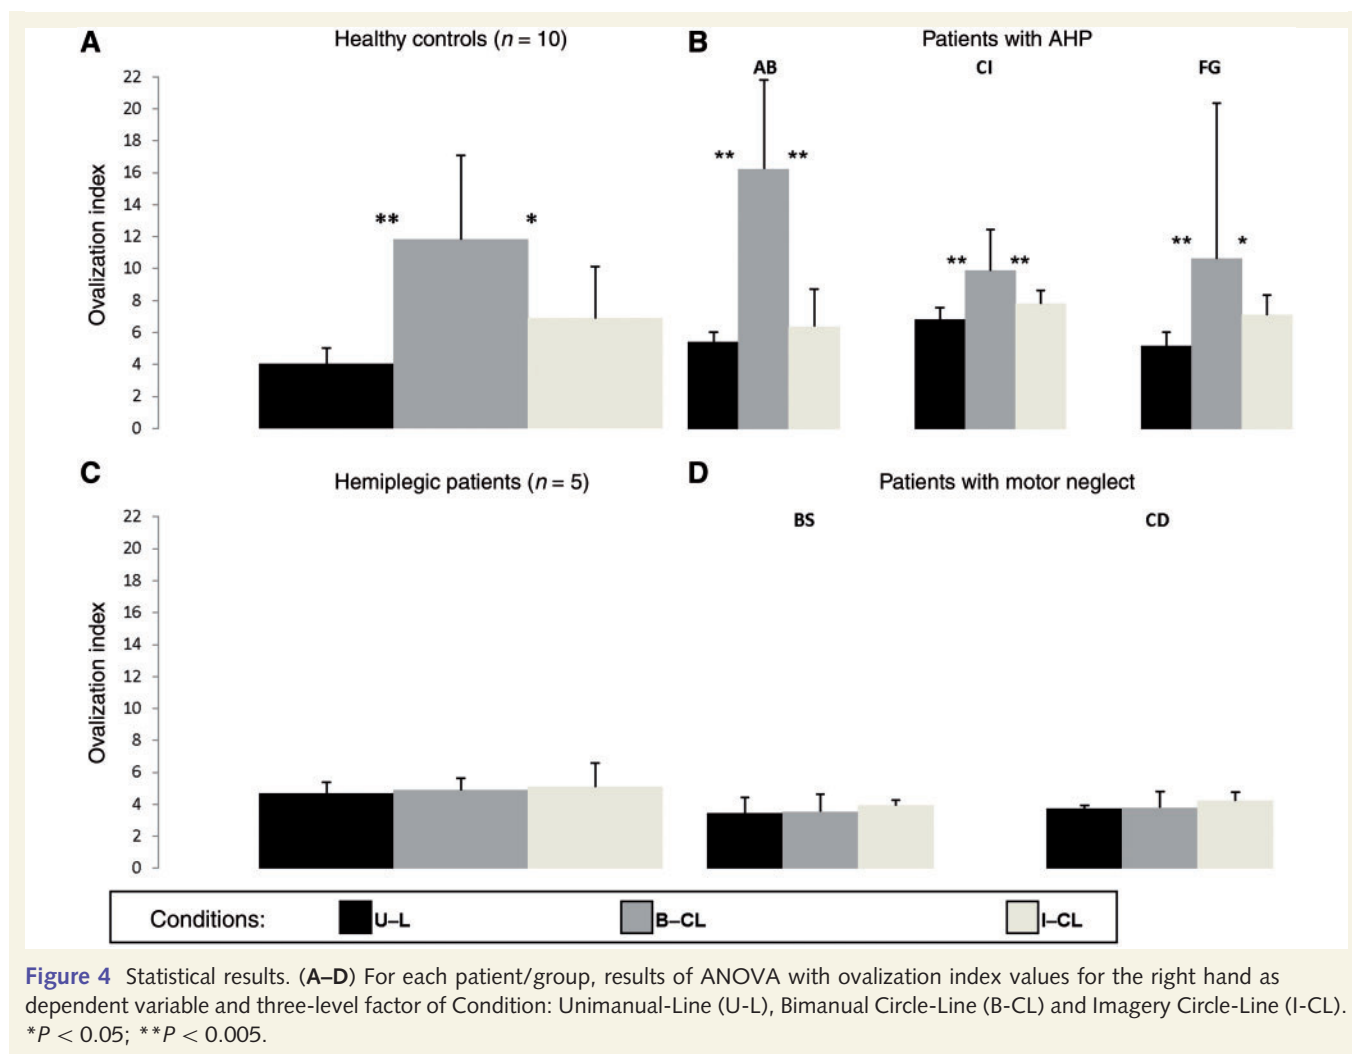 A
Healthy controls (n = 10)
B
Patients with AHP
AB
CI
FG
22
20
18
16
14
12
10
8
6
4
2
0
Ovalization index
**
*
**
**
**
**
**
*
C
Hemiplegic patients (n = 5)
D
Patients with motor neglect
BS
CD
22
20
18
16
14
12
10
8
6
4
2
0
Ovalization index
Conditions: U–L B–CL I–CL
Figure 4 Statistical results. (A–D) For each patient/group, results of ANOVA with ovalization index values for the right hand as
dependent variable and three-level factor of Condition: Unimanual-Line (U-L), Bimanual Circle-Line (B-CL) and Imagery Circle-Line (I-CL).
*P < 0.05; **P < 0.005.